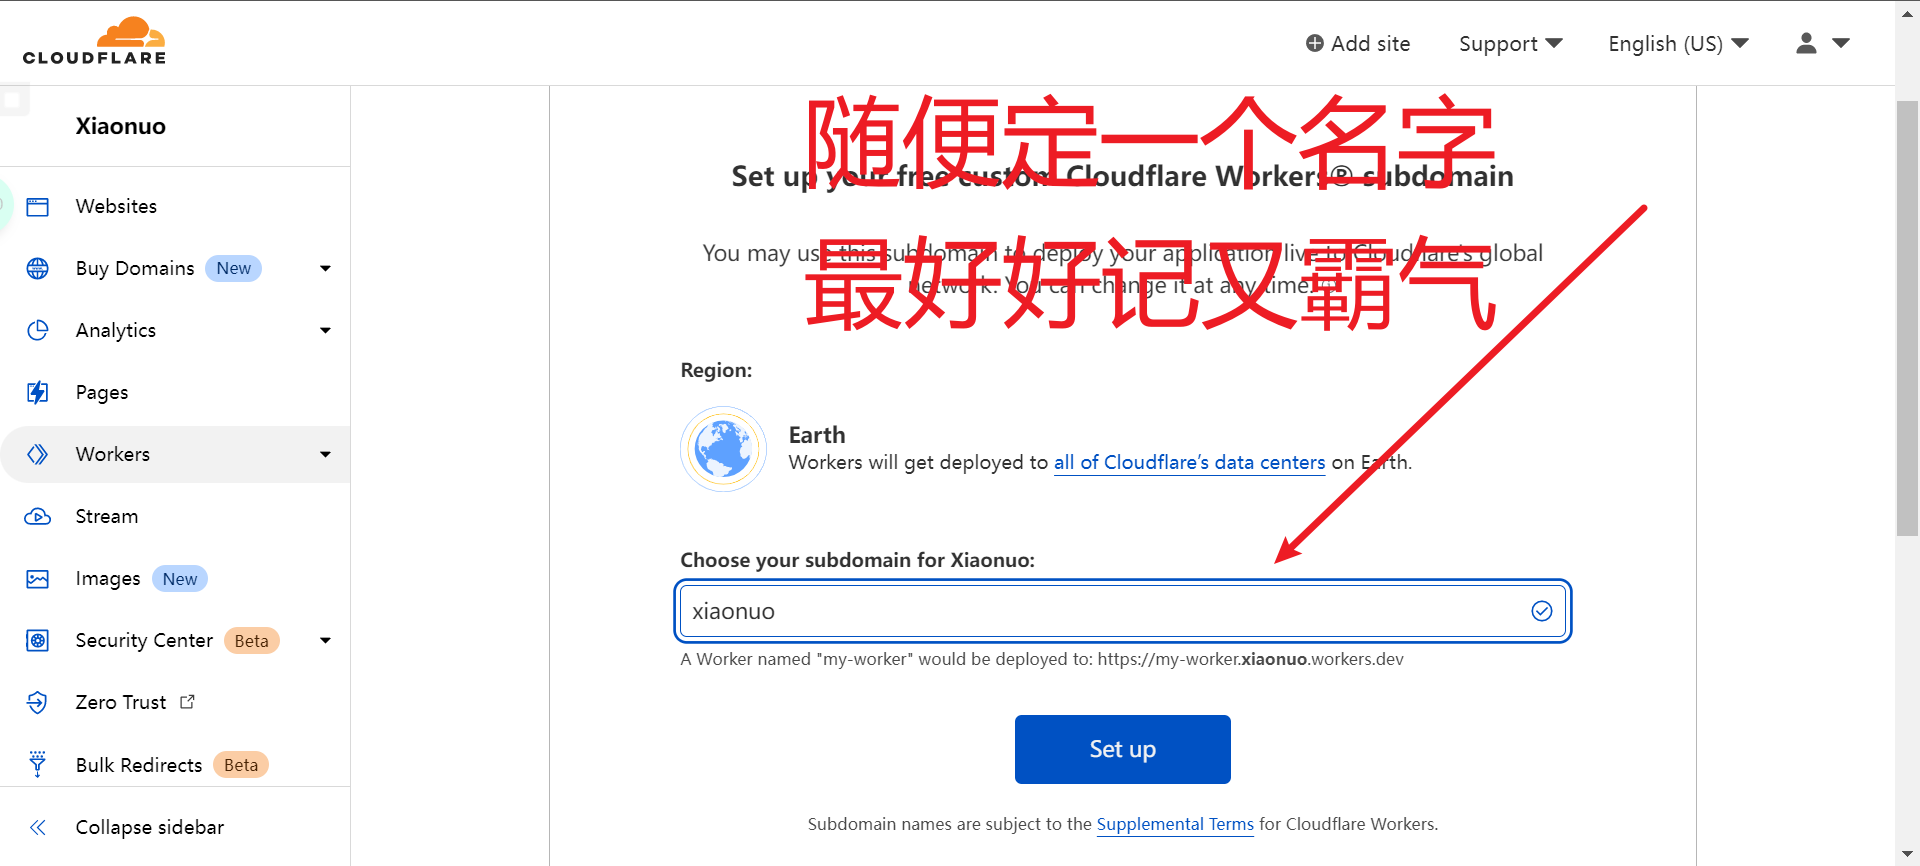 CLOUDFLARE
Add site
Support
English (US)
Xiaonuo
Websites
Buy Domains New
Analytics
Pages
Workers
Stream
Images New
Security Center Beta
Zero Trust
Bulk Redirects Beta
Collapse sidebar
随便定一个名字
Set up your free custom Cloudflare Workers® subdomain
最好好记又霸气
You may use this subdomain to deploy your application live to Cloudflare's global
network. You can change it at any time.
Region:
Earth
Workers will get deployed to all of Cloudflare’s data centers on Earth.
Choose your subdomain for Xiaonuo:
xiaonuo
A Worker named "my-worker" would be deployed to: https://my-worker.xiaonuo.workers.dev
Set up
Subdomain names are subject to the Supplemental Terms for Cloudflare Workers.